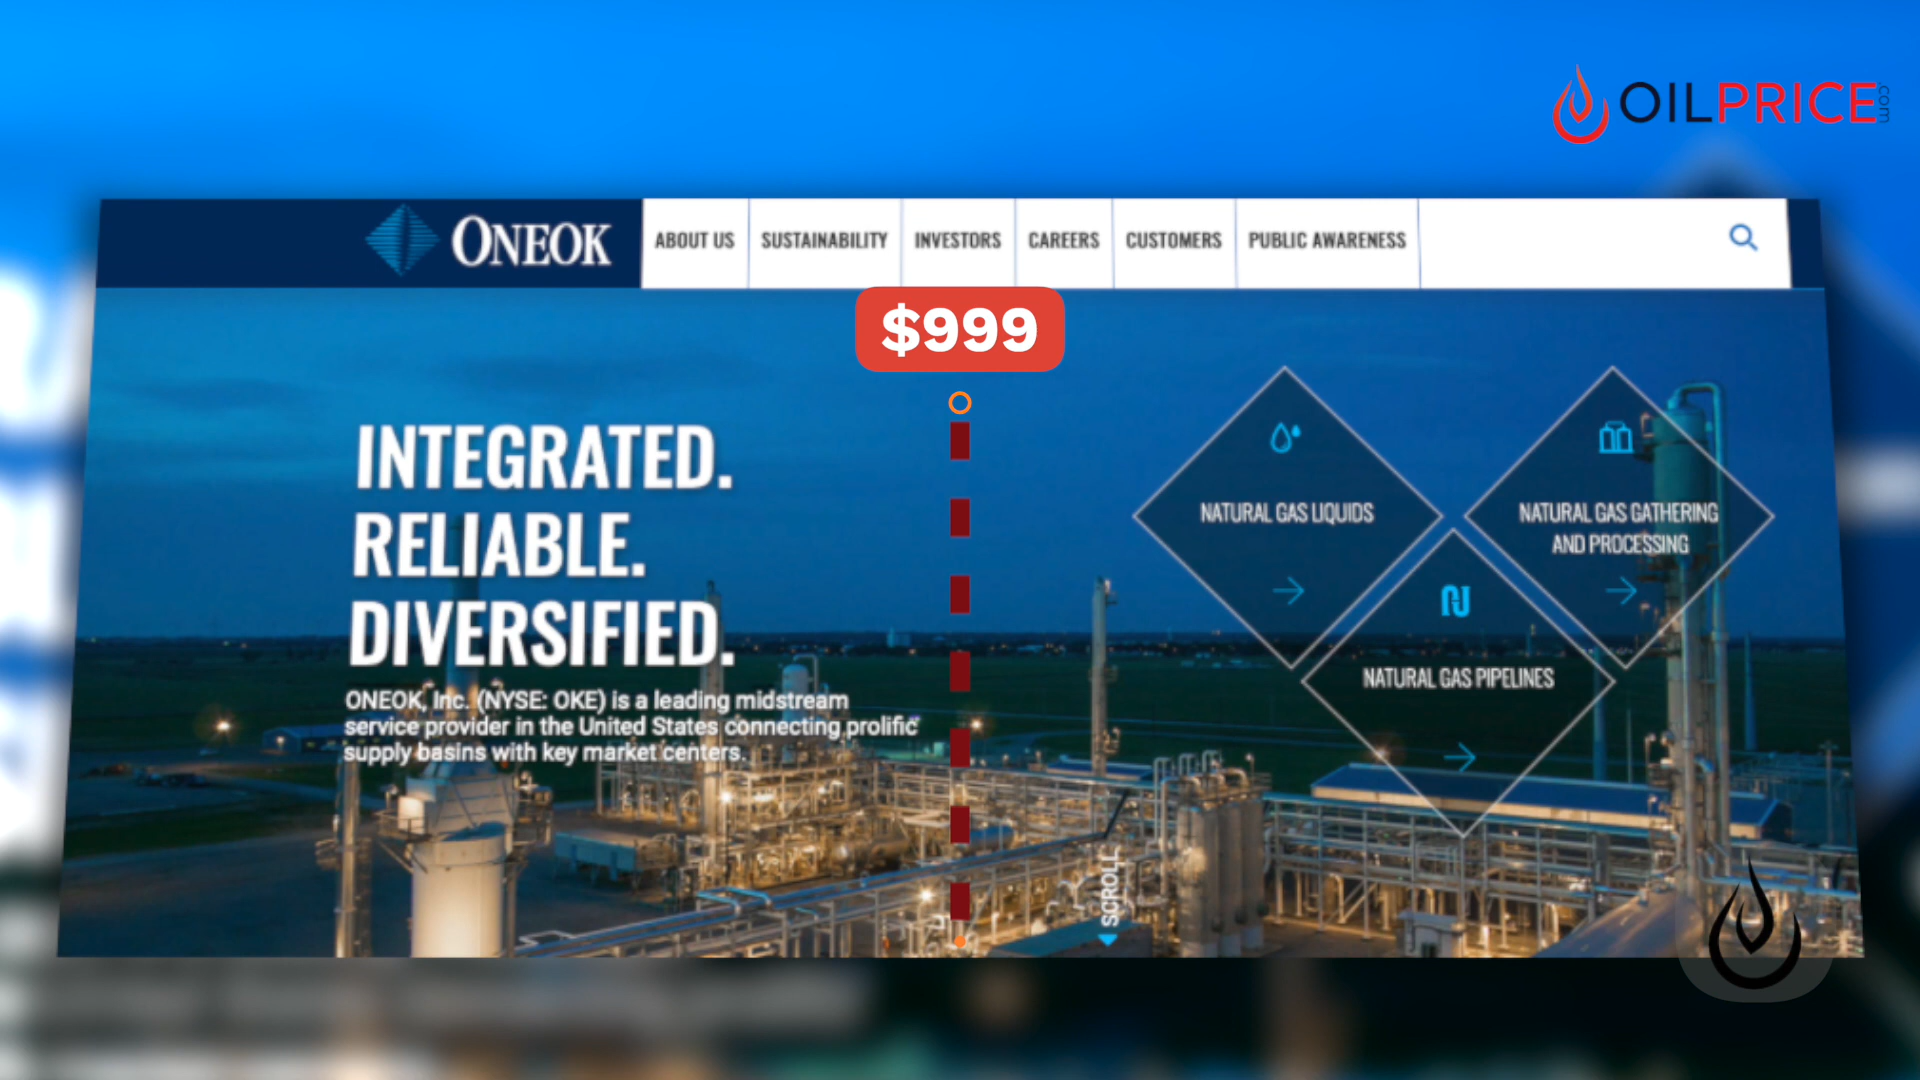 OILPRICE.com
ONEOK
ABOUT US
SUSTAINABILITY
INVESTORS
CAREERS
CUSTOMERS
PUBLIC AWARENESS
$999
INTEGRATED.
RELIABLE.
DIVERSIFIED.
ONEOK, Inc. (NYSE: OKE) is a leading midstream
service provider in the United States connecting prolific
supply basins with key market centers.
NATURAL GAS LIQUIDS
NATURAL GAS GATHERING
AND PROCESSING
NATURAL GAS PIPELINES
SCROLL